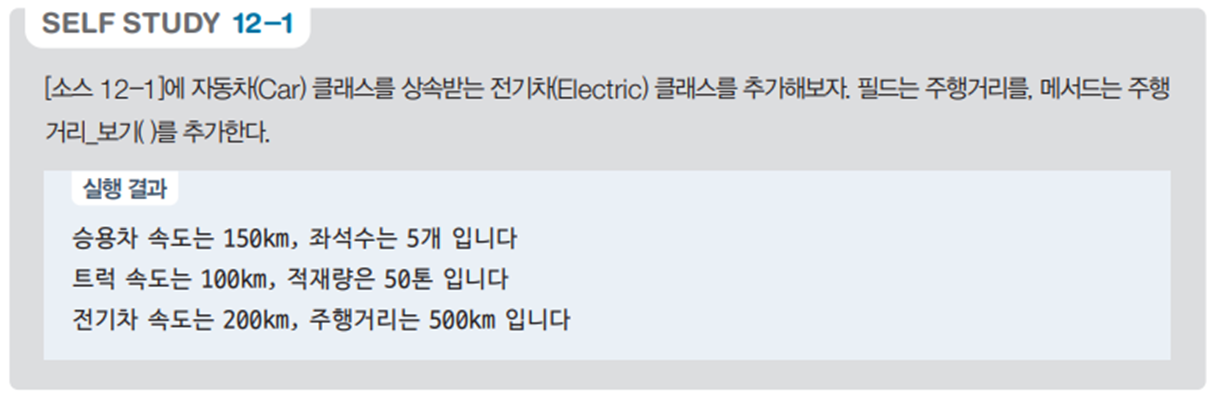 SELF STUDY 12-1
[소스 12-1]에 자동차(Car) 클래스를 상속받는 전기차(Electric) 클래스를 추가해보자. 필드는 주행거리를, 메서드는 주행
거리_보기( )를 추가한다.
실행 결과
승용차 속도는 150km, 좌석수는 5개 입니다
트럭 속도는 100km, 적재량은 50톤 입니다
전기차 속도는 200km, 주행거리는 500km 입니다